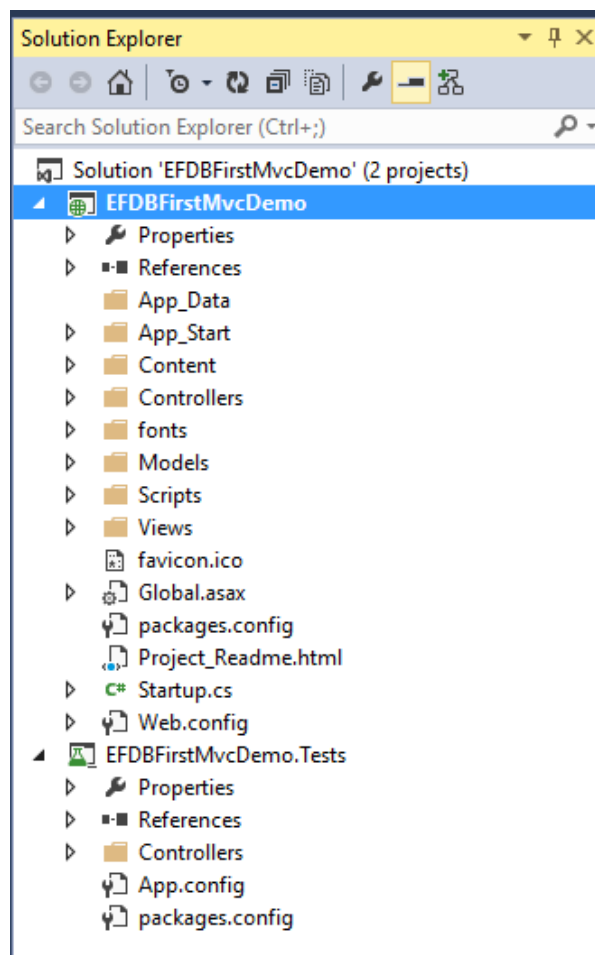 Solution Explorer
Search Solution Explorer (Ctrl+;)
Solution 'EFDBFirstMvcDemo' (2 projects)
EFDBFirstMvcDemo
Properties
References
App_Data
App_Start
Content
Controllers
fonts
Models
Scripts
Views
favicon.ico
Global.asax
packages.config
Project_Readme.html
C# Startup.cs
Web.config
EFDBFirstMvcDemo.Tests
Properties
References
Controllers
App.config
packages.config